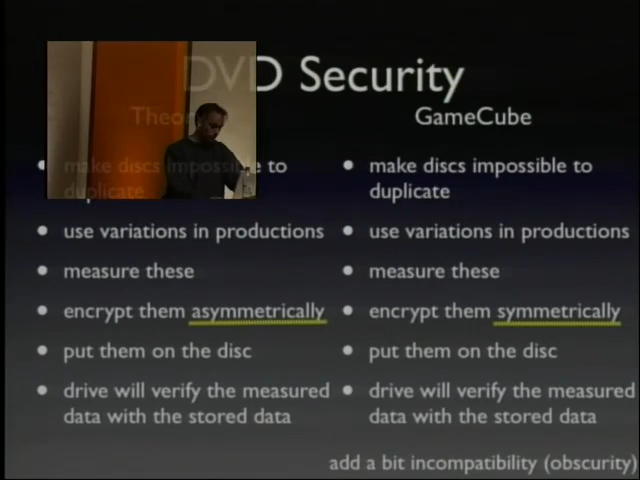 DVD Security
Theory
GameCube
• make discs impossible to
duplicate
• use variations in productions
• measure these
• encrypt them asymmetrically
• put them on the disc
• drive will verify the measured
data with the stored data
• make discs impossible to
duplicate
• use variations in productions
• measure these
• encrypt them symmetrically
• put them on the disc
• drive will verify the measured
data with the stored data
add a bit incompatibility (obscurity)